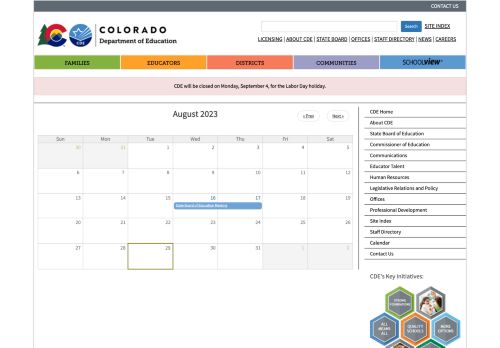 CONTACT US
COLORADO
Department of Education
CDE
Search
SITE INDEX
LICENSING | ABOUT CDE | STATE BOARD | OFFICES | STAFF DIRECTORY | NEWS | CAREERS
FAMILIES
EDUCATORS
DISTRICTS
COMMUNITIES
SCHOOLVIEW
CDE will be closed on Monday, September 4, for the Labor Day holiday.
August 2023
« Prev
Next »
Sun Mon Tue Wed Thu Fri Sat
30 31 1 2 3 4 5
6 7 8 9 10 11 12
13 14 15 16 17 18 19
State Board of Education Meeting
20 21 22 23 24 25 26
27 28 29 30 31 1 2
CDE Home
About CDE
State Board of Education
Commissioner of Education
Communications
Educator Talent
Human Resources
Legislative Relations and Policy
Offices
Professional Development
Site Index
Staff Directory
Calendar
Contact Us
CDE's Key Initiatives:
STRONG FOUNDATIONS
ALL MEANS ALL
QUALITY SCHOOLS
MORE OPTIONS